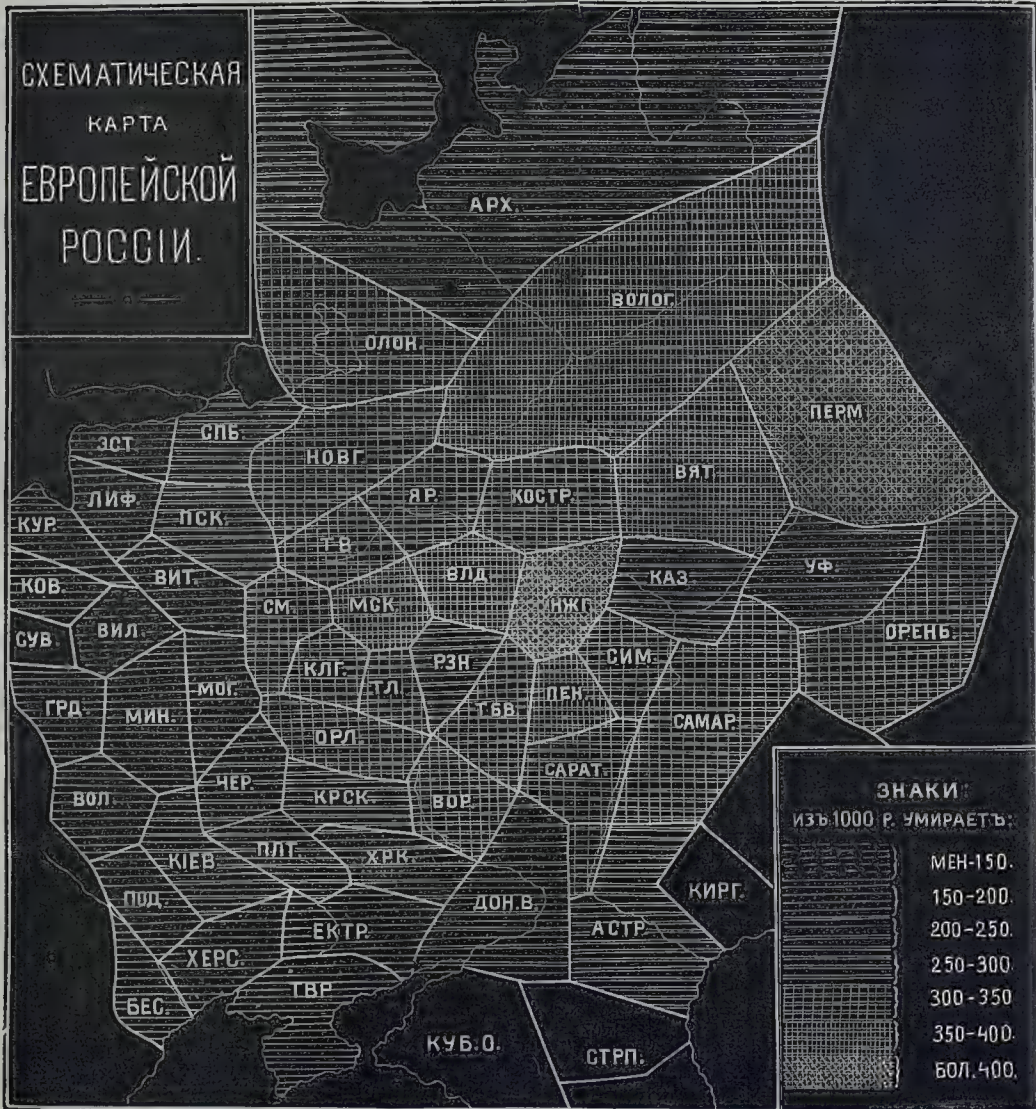 СХЕМАТИЧЕСКАЯ
КАРТА
ЕВРОПЕЙСКОЙ
РОССІИ.
АРХ.
ВОЛОГ.
ОЛОН.
ПЕРМ.
СПБ.
ЭСТ.
НОВГ.
ВЯТ.
ЛИФ.
ЯР.
КОСТР.
КУР.
ПСК.
ТВ.
ВЛД.
КАЗ.
УФ.
КОВ.
ВИТ.
СМ.
МСК.
НЖГ.
СУВ.
ВИЛ.
ОРЕНБ.
КЛГ.
РЗН.
СИМ.
ГРД.
МИН.
МОГ.
ТЛ.
ТБВ.
ПЕН.
САМАР.
ОРЛ.
ВОЛ.
ЧЕР.
КРСК.
ВОР.
САРАТ.
КІЕВ.
ПЛТ.
ХРК.
ПОД.
ДОН.В.
КИРГ.
ХЕРС.
ЕКТР.
АСТР.
БЕС.
ТВР.
КУБ.О.
СТРП.
ЗНАКИ:
ИЗЪ 1000 Р. УМИРАЕТЪ:
МЕН-150.
150-200.
200-250.
250-300.
300-350
350-400.
БОЛ.400.